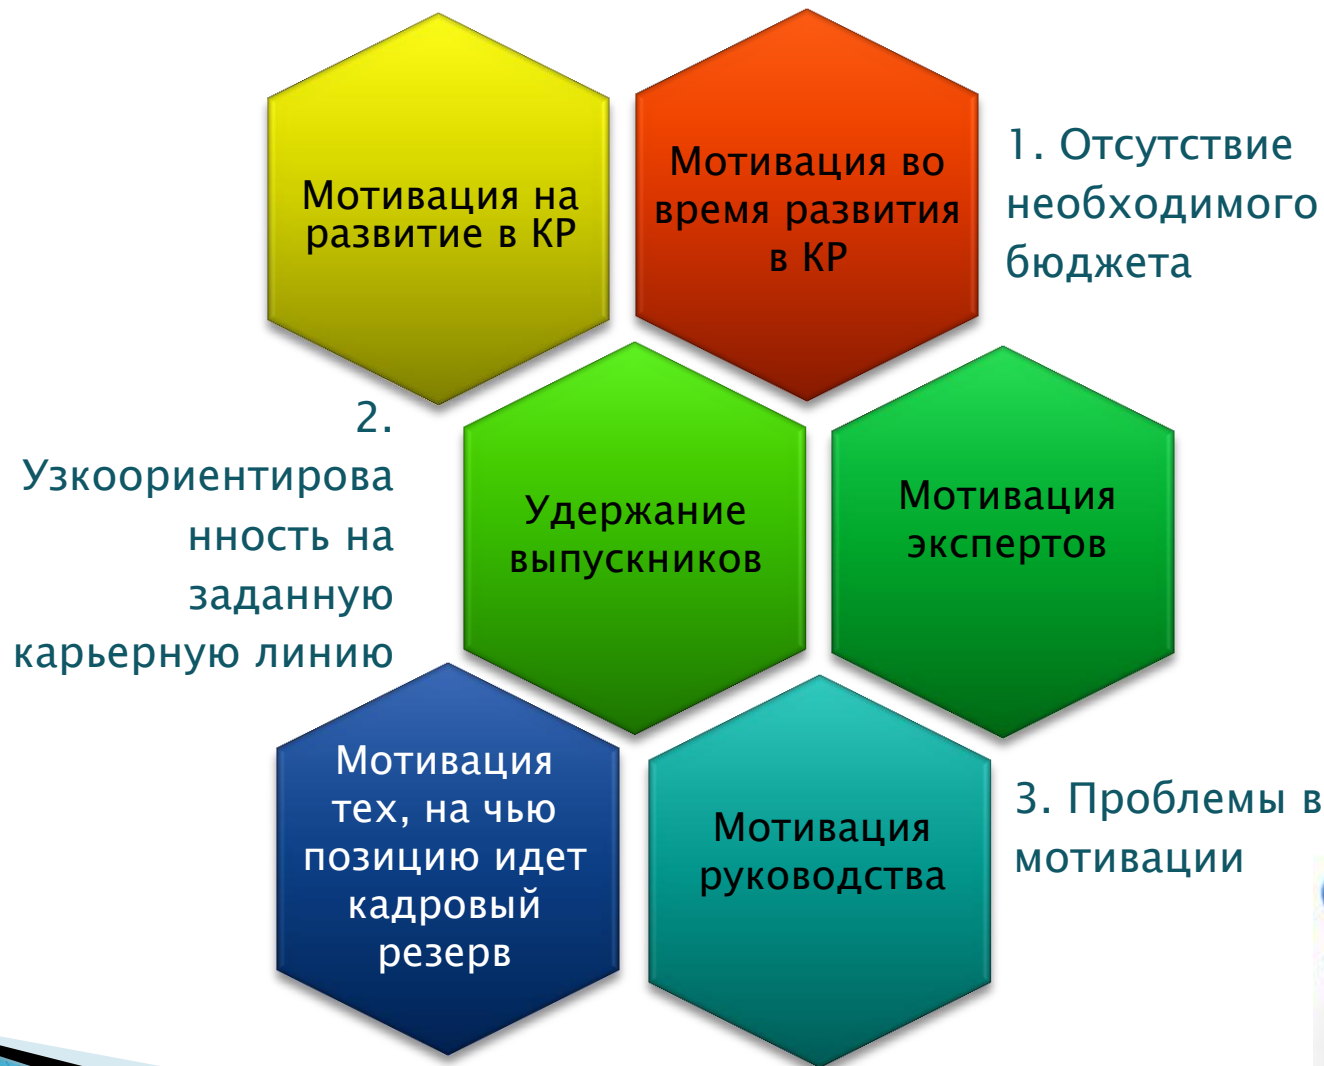 Мотивация на
развитие в КР
Мотивация во
время развития
в КР
1. Отсутствие
необходимого
бюджета
2.
Узкоориентирова
нность на
заданную
карьерную линию
Удержание
выпускников
Мотивация
экспертов
Мотивация
тех, на чью
позицию идет
кадровый
резерв
Мотивация
руководства
3. Проблемы в
мотивации